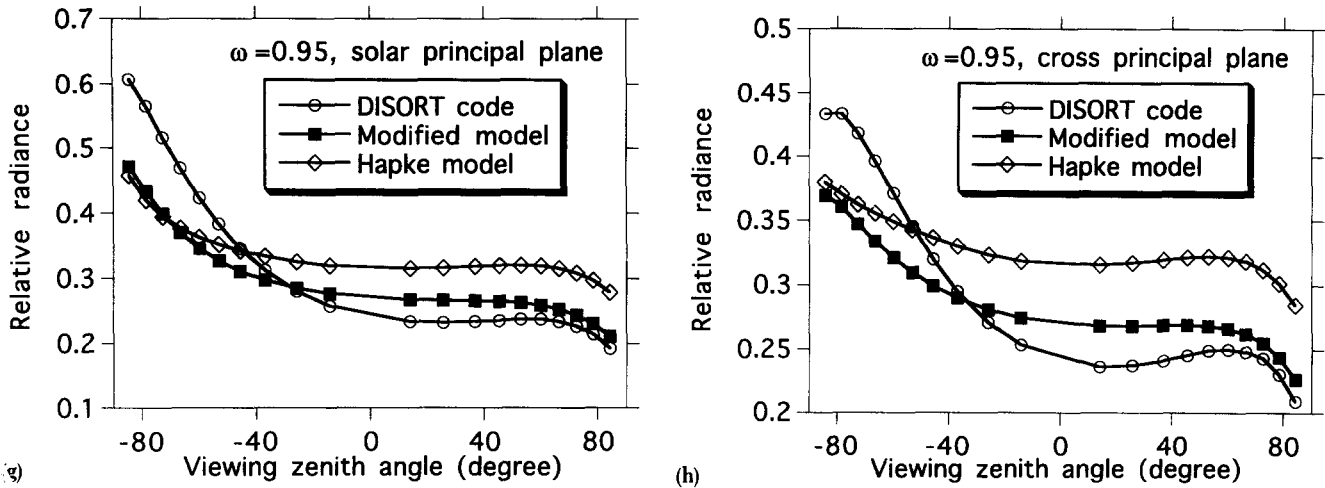 0.7
0.6
0.5
0.4
0.3
0.2
0.1
Relative radiance
ω=0.95, solar principal plane
DISORT code
Modified model
Hapke model
-80 -40 0 40 80
Viewing zenith angle (degree)
(g)
0.5
0.45
0.4
0.35
0.3
0.25
0.2
Relative radiance
ω=0.95, cross principal plane
DISORT code
Modified model
Hapke model
-80 -40 0 40 80
Viewing zenith angle (degree)
(h)